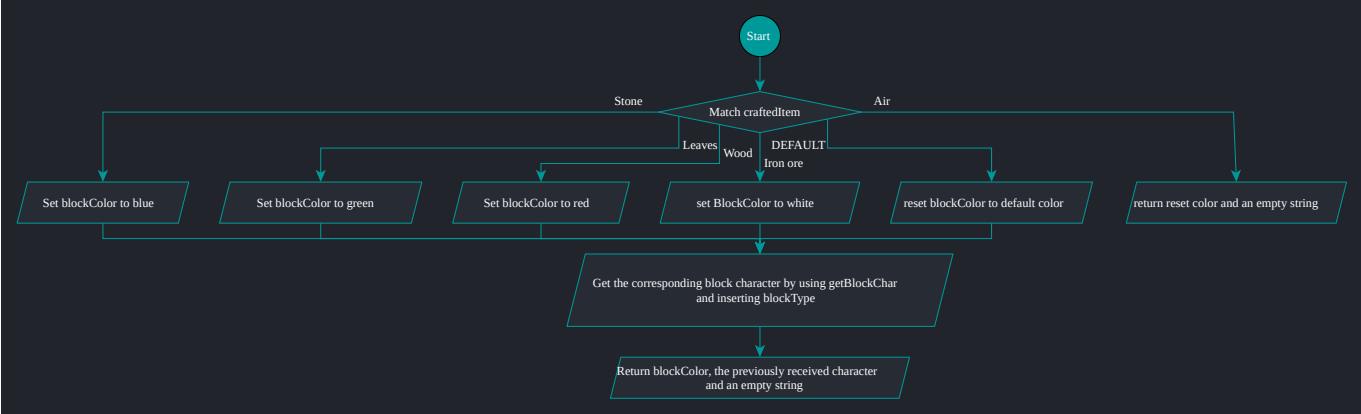 Start
Match craftedItem
Stone
Air
Leaves
Wood
DEFAULT
Iron ore
Set blockColor to blue
Set blockColor to green
Set blockColor to red
set BlockColor to white
reset blockColor to default color
return reset color and an empty string
Get the corresponding block character by using getBlockChar
and inserting blockType
Return blockColor, the previously received character
and an empty string